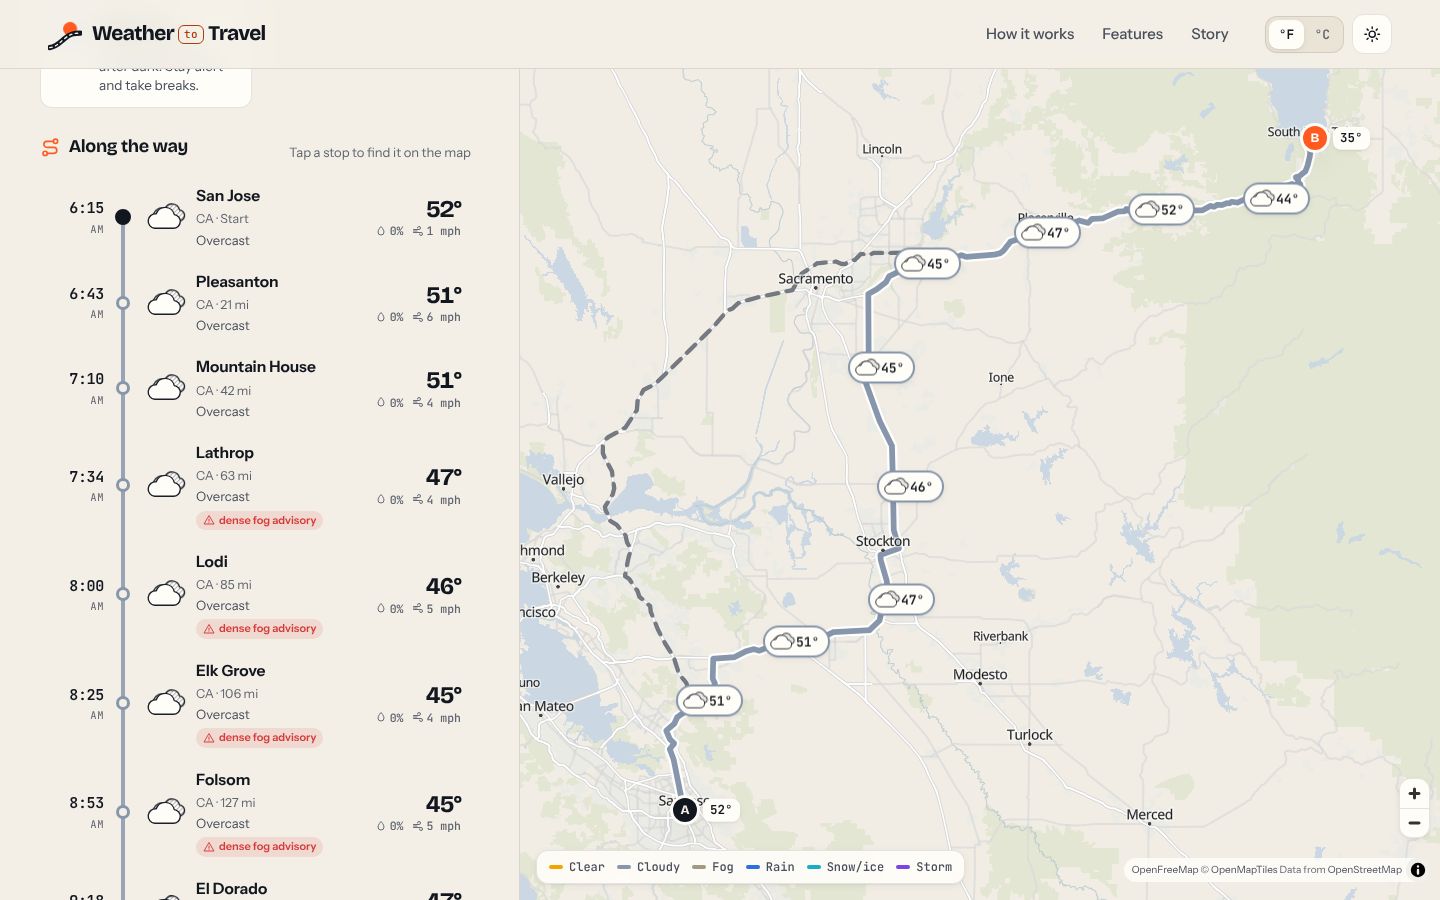 Weather to Travel
How it works
Features
Story
°F
°C
and take breaks.
Along the way
Tap a stop to find it on the map
6:15
AM
San Jose
CA · Start
Overcast
52°
0% 1 mph
6:43
AM
Pleasanton
CA · 21 mi
Overcast
51°
0% 6 mph
7:10
AM
Mountain House
CA · 42 mi
Overcast
51°
0% 4 mph
7:34
AM
Lathrop
CA · 63 mi
Overcast
dense fog advisory
47°
0% 4 mph
8:00
AM
Lodi
CA · 85 mi
Overcast
dense fog advisory
46°
0% 5 mph
8:25
AM
Elk Grove
CA · 106 mi
Overcast
dense fog advisory
45°
0% 4 mph
8:53
AM
Folsom
CA · 127 mi
Overcast
dense fog advisory
45°
0% 5 mph
El Dorado
Lincoln
South
B
35°
44°
52°
47°
45°
Sacramento
45°
Ione
46°
Vallejo
Stockton
hmond
Berkeley
ncisco
47°
51°
Riverbank
Modesto
uno
an Mateo
51°
Turlock
A
52°
Merced
+
−
Clear
Cloudy
Fog
Rain
Snow/ice
Storm
OpenFreeMap © OpenMapTiles Data from OpenStreetMap